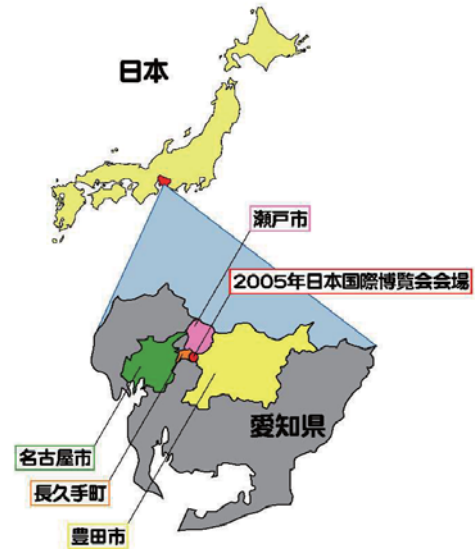 日本
瀬戸市
2005年日本国際博覧会会場
愛知県
名古屋市
長久手町
豊田市